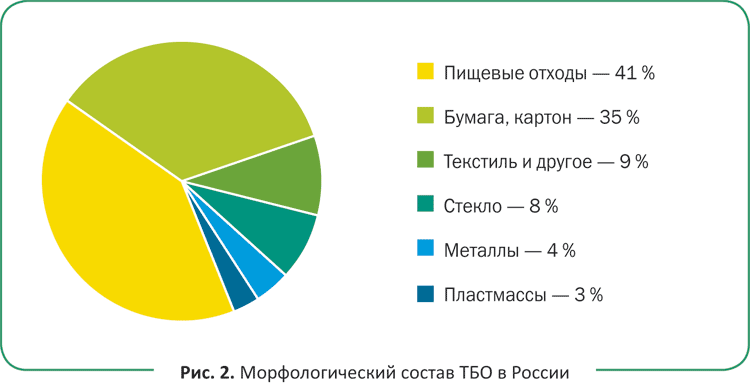 Пищевые отходы — 41 %
Бумага, картон — 35 %
Текстиль и другое — 9 %
Стекло — 8 %
Металлы — 4 %
Пластмассы — 3 %
Рис. 2. Морфологический состав ТБО в России